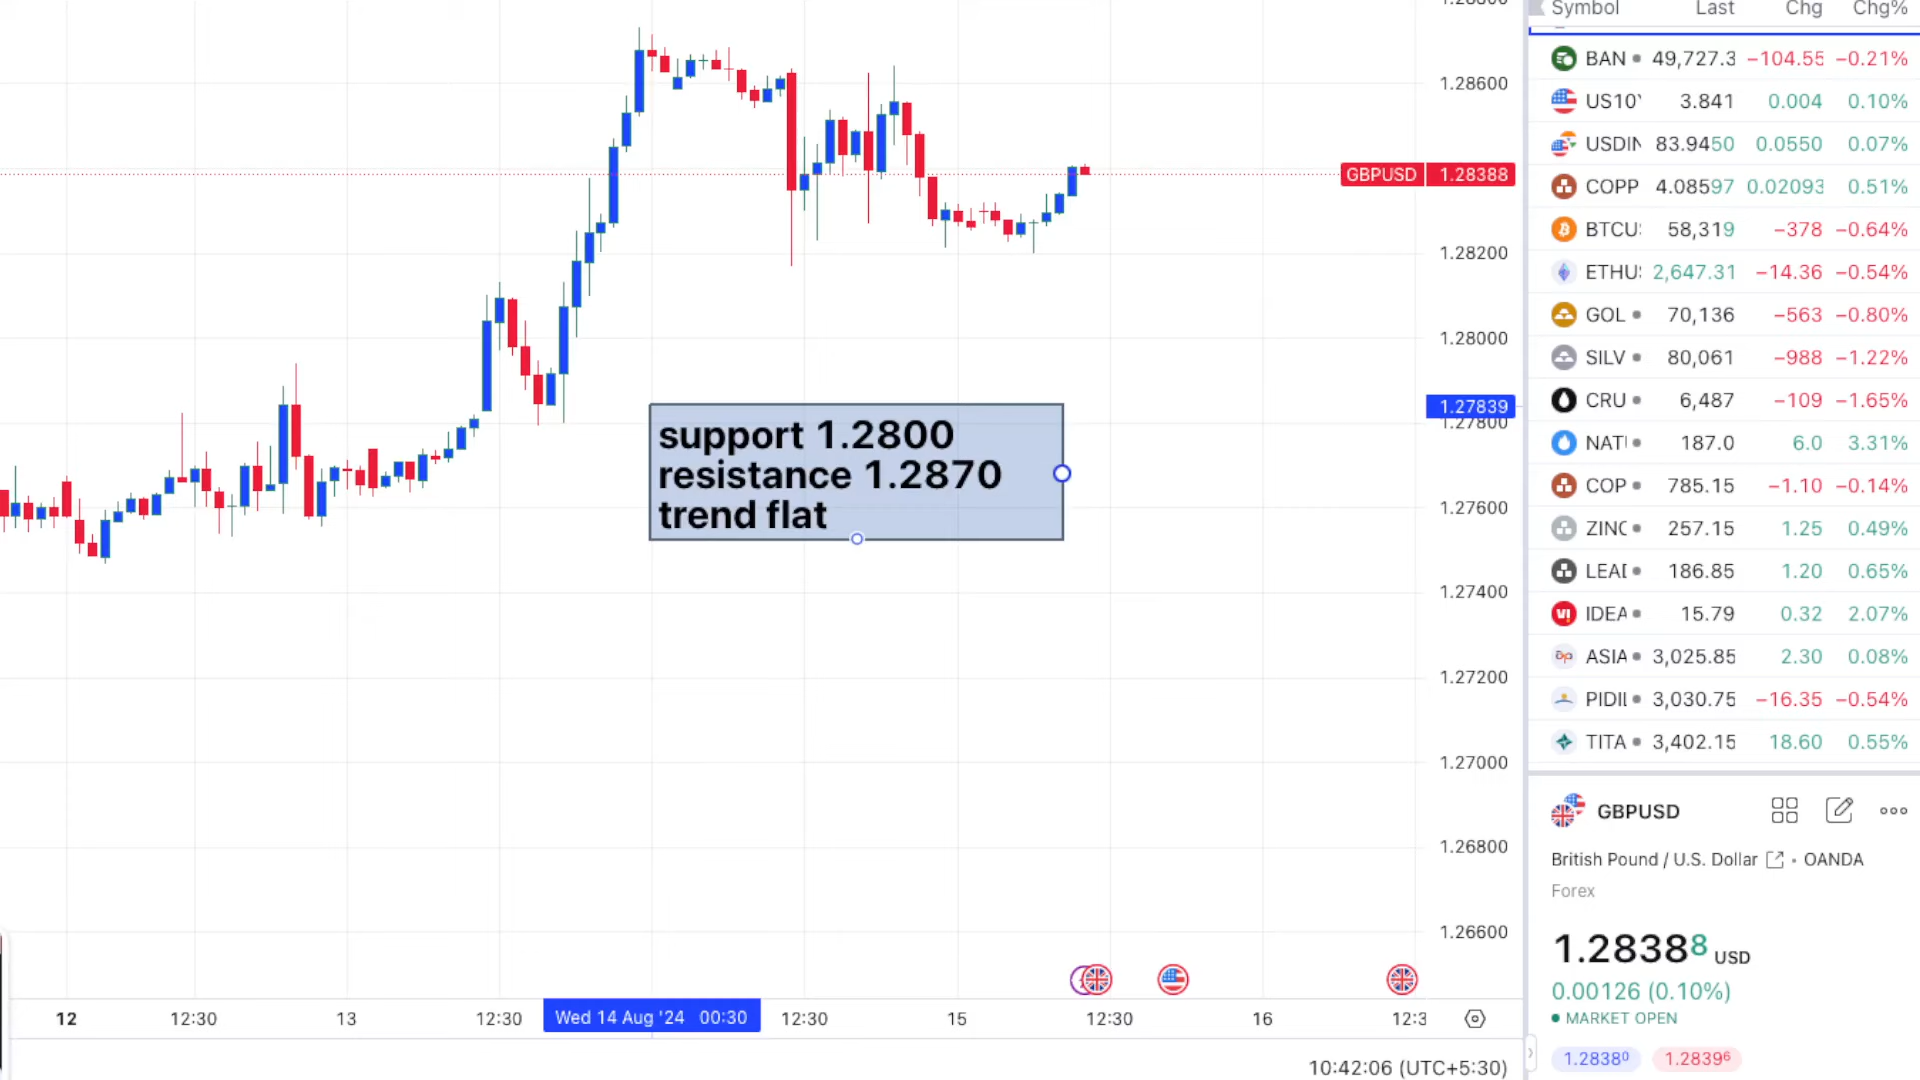 Symbol Last Chg Chg%
BAN 49,727.3 −104.55 −0.21%
US10Y 3.841 0.004 0.10%
USDIN 83.9450 0.0550 0.07%
COPP 4.08597 0.02093 0.51%
BTCU 58,319 −378 −0.64%
ETHU 2,647.31 −14.36 −0.54%
GOL 70,136 −563 −0.80%
SILV 80,061 −988 −1.22%
CRU 6,487 −109 −1.65%
NAT 187.0 6.0 3.31%
COP 785.15 −1.10 −0.14%
ZINC 257.15 1.25 0.49%
LEAD 186.85 1.20 0.65%
IDEA 15.79 0.32 2.07%
ASIA 3,025.85 2.30 0.08%
PIDIL 3,030.75 −16.35 −0.54%
TITA 3,402.15 18.60 0.55%
1.28600
GBPUSD 1.28388
1.28200
1.28000
1.27839
1.27800
1.27600
1.27400
1.27200
1.27000
1.26800
1.26600
support 1.2800
resistance 1.2870
trend flat
12 12:30 13 12:30 Wed 14 Aug '24 00:30 12:30 15 12:30 16 12:3
10:42:06 (UTC+5:30)
GBPUSD
British Pound / U.S. Dollar • OANDA
Forex
1.28388 USD
0.00126 (0.10%)
MARKET OPEN
1.28380 1.28396